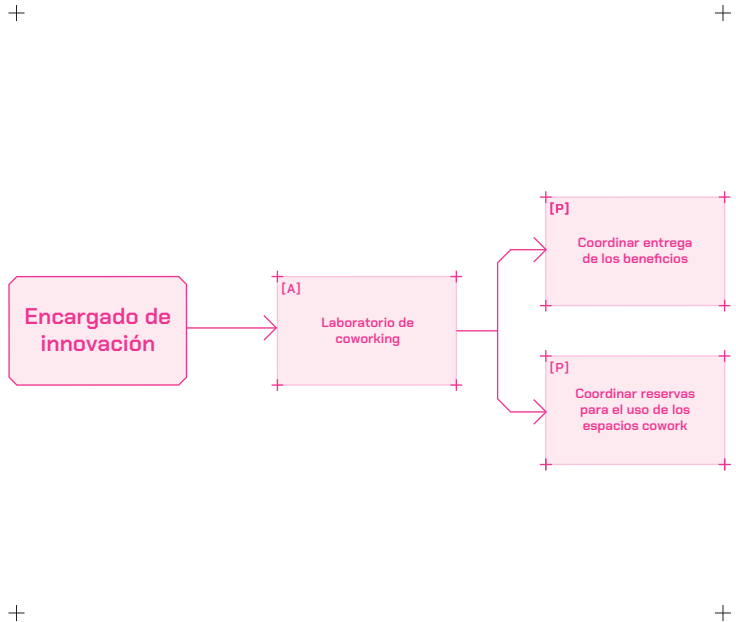 Encargado de
innovación
[A]
Laboratorio de
coworking
[P]
Coordinar entrega
de los beneficios
[P]
Coordinar reservas
para el uso de los
espacios cowork